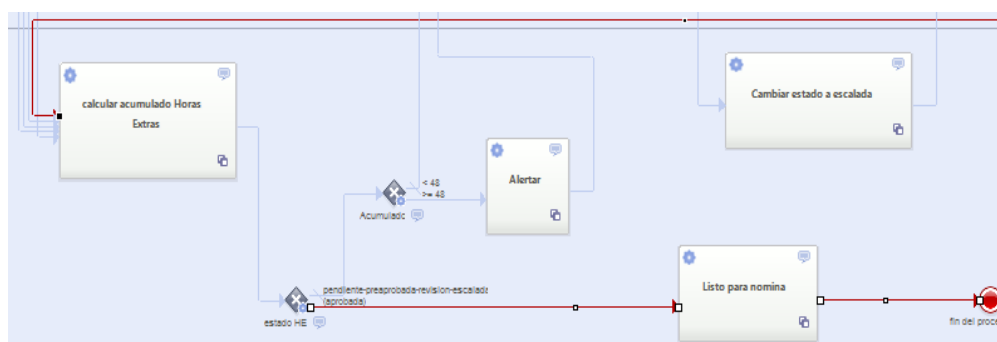 calcular acumulado Horas
Extras
Cambiar estado a escalada
Alertar
< 48
>= 48
Acumulado
pendiente-preaprobada-revision-escalada
(aprobada)
estado HE
Listo para nomina
fin del proce